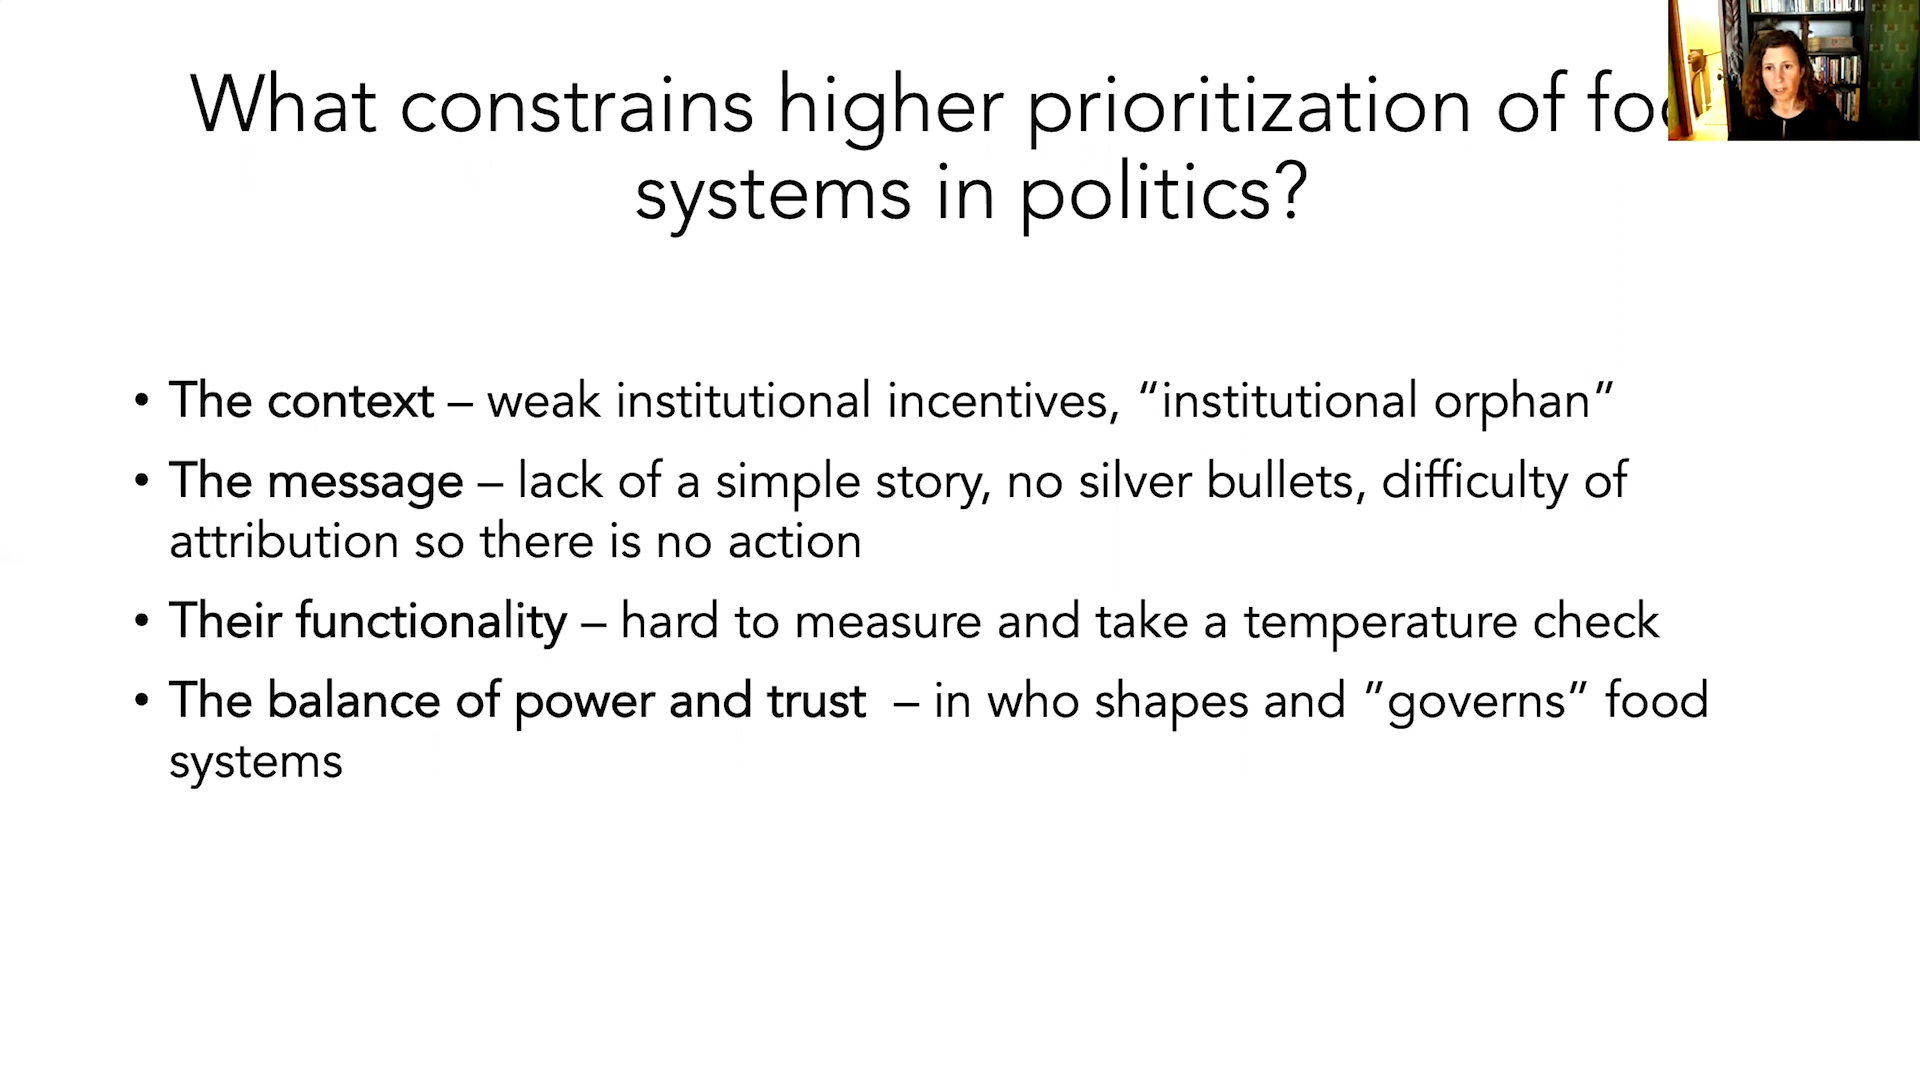 What constrains higher prioritization of
systems in politics?
• The context – weak institutional incentives, “institutional orphan”
• The message – lack of a simple story, no silver bullets, difficulty of
attribution so there is no action
• Their functionality – hard to measure and take a temperature check
• The balance of power and trust – in who shapes and ”governs” food
systems